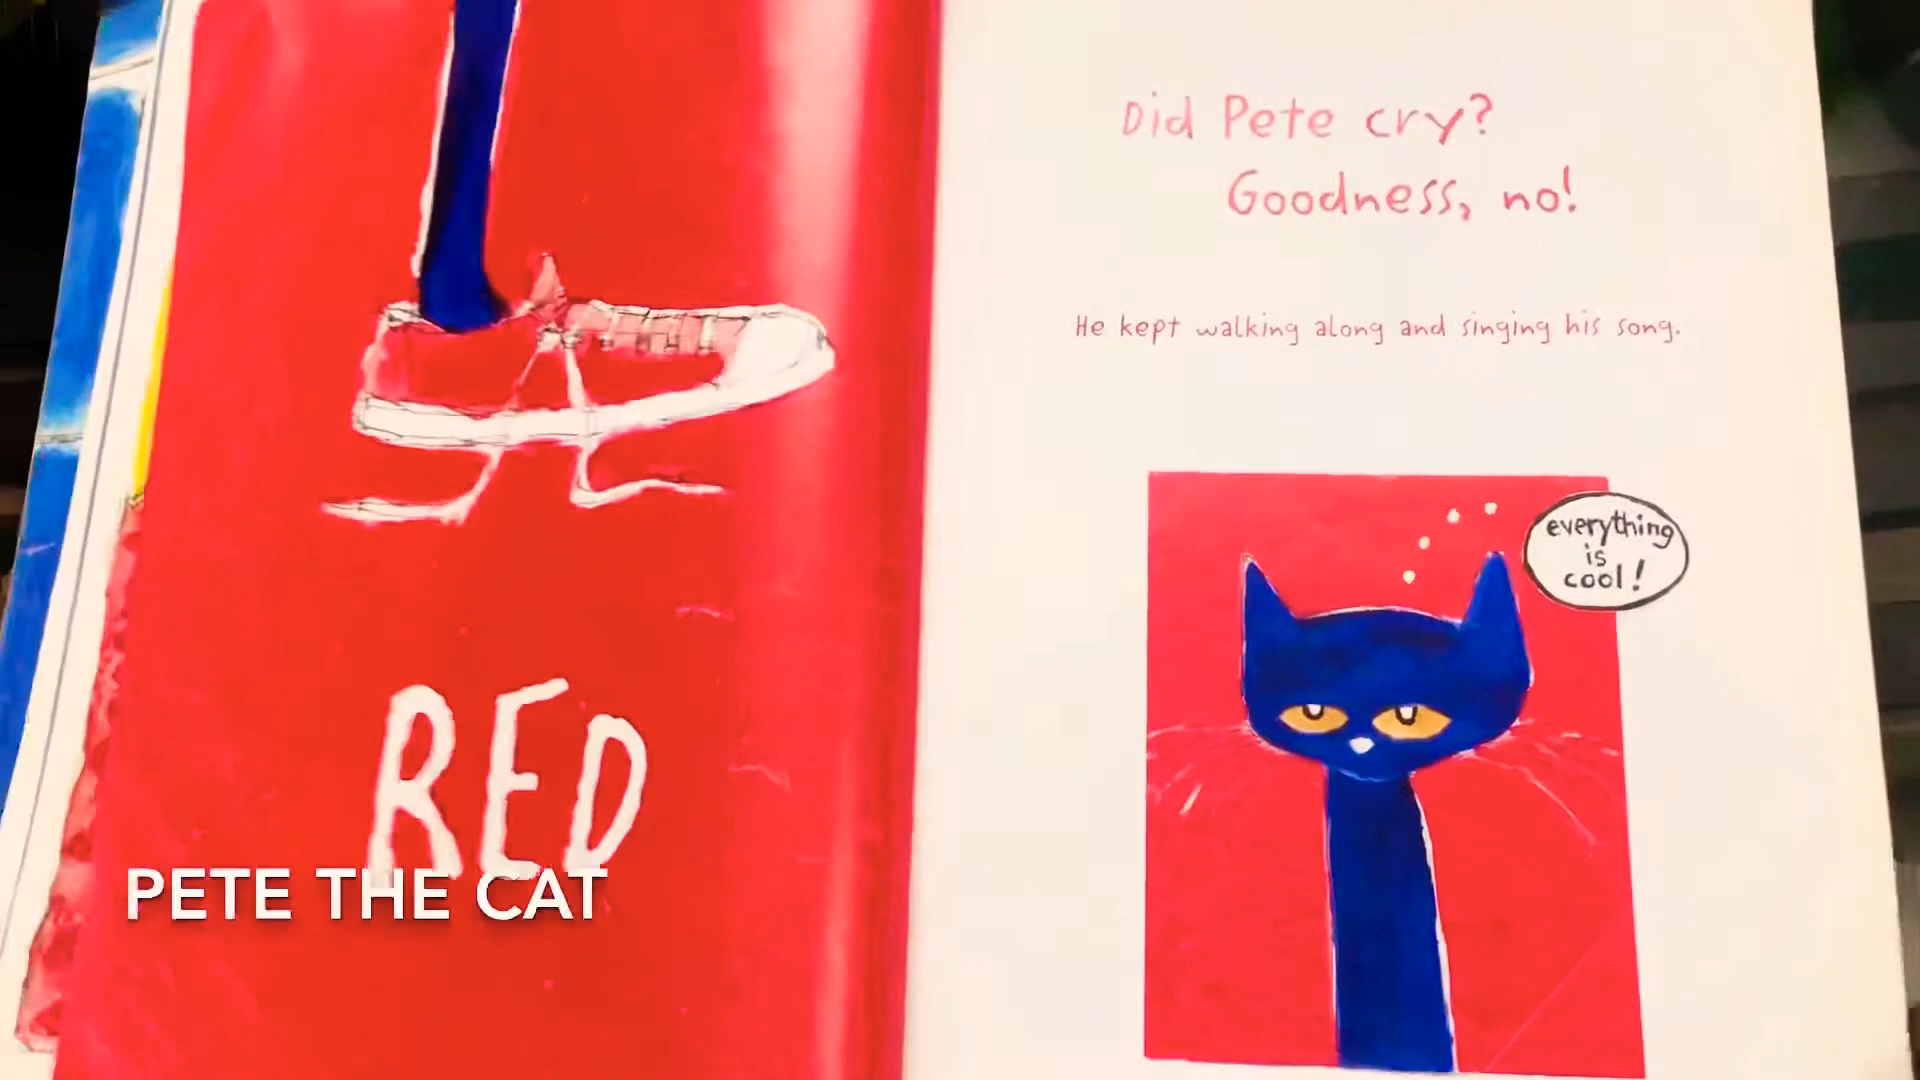 RED
PETE THE CAT
Did Pete cry?
Goodness, no!
He kept walking along and singing his song.
everything
is
cool!